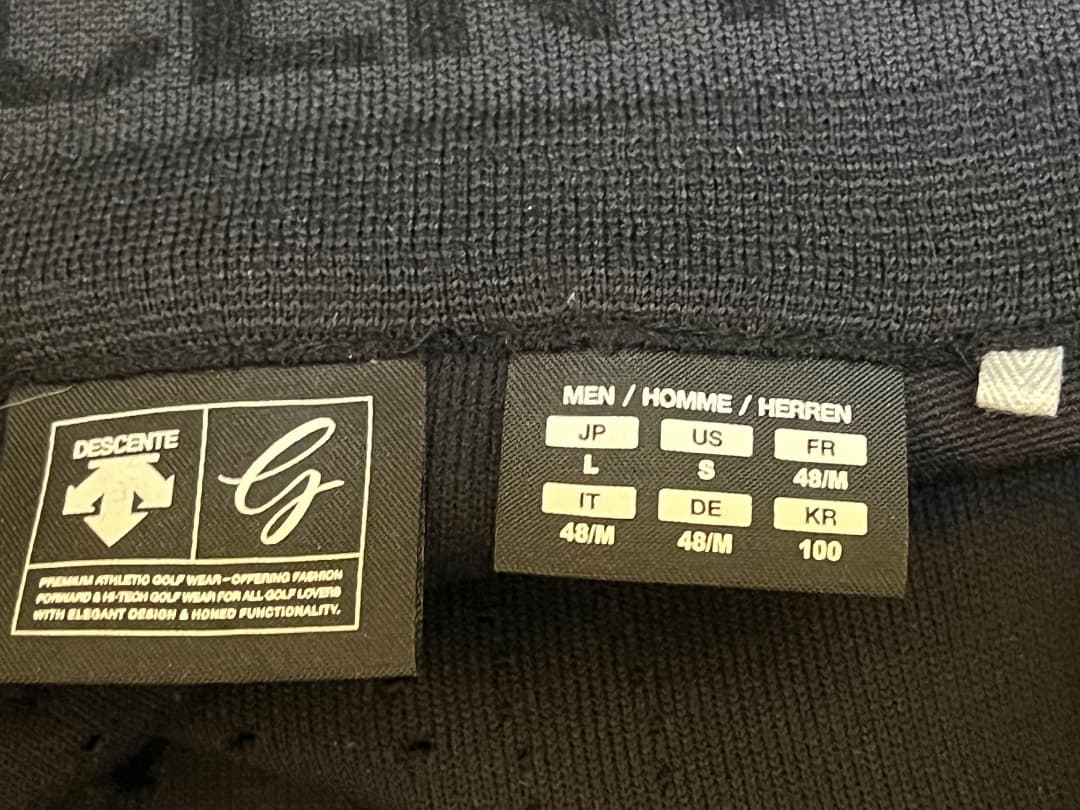 DESCENTE
G
PREMIUM ATHLETIC GOLF WEAR-OFFERING FASHION
FORWARD & HI-TECH GOLF WEAR FOR ALL GOLF LOVERS
WITH ELEGANT DESIGN & HONED FUNCTIONALITY.
MEN / HOMME / HERREN
JP US FR
L S 48/M
IT DE KR
48/M 48/M 100